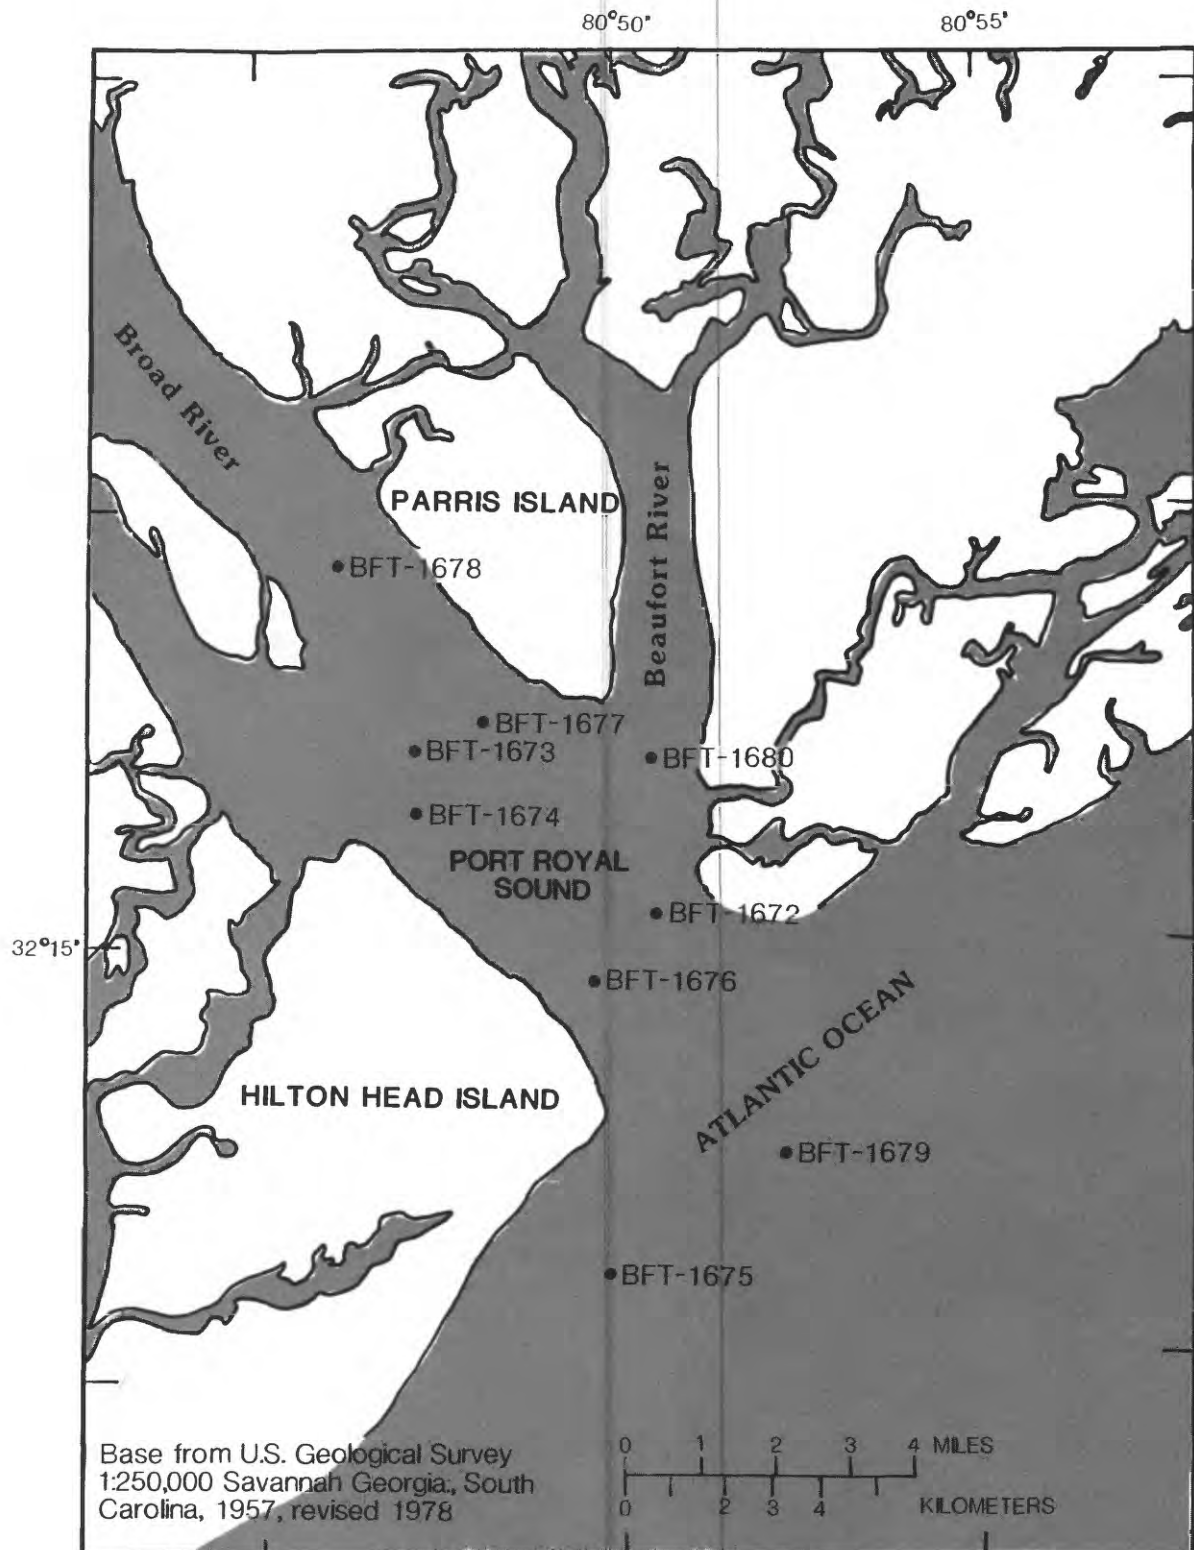 80°50' 80°55'
Broad River
PARRIS ISLAND
Beaufort River
BFT-1678
BFT-1677
BFT-1673
BFT-1680
BFT-1674
PORT ROYAL
SOUND
BFT-1672
32°15'
BFT-1676
ATLANTIC OCEAN
HILTON HEAD ISLAND
BFT-1679
BFT-1675
0 1 2 3 4 MILES
0 2 3 4 KILOMETERS
Base from U.S. Geological Survey
1:250,000 Savannah Georgia:, South
Carolina, 1957, revised 1978